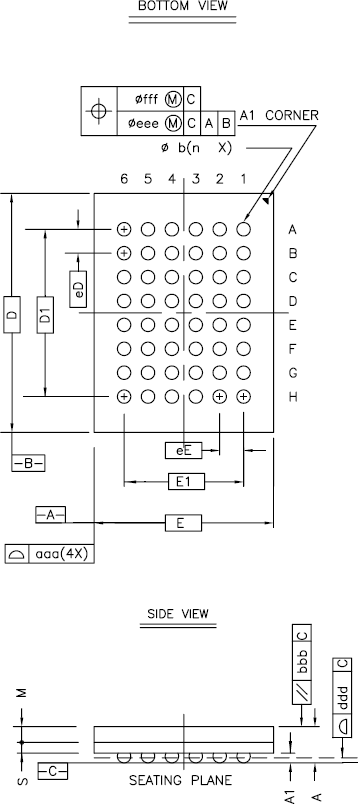 BOTTOM VIEW
Øfff Ⓜ C
Øeee Ⓜ C A B
A1 CORNER
Ø b(n X)
6 5 4 3 2 1
A
B
C
D
E
F
G
H
eD
D1
D
eE
E1
E
-B-
-A-
aaa(4X)
SIDE VIEW
// bbb C
ddd C
M
S
-C-
SEATING PLANE
A1
A